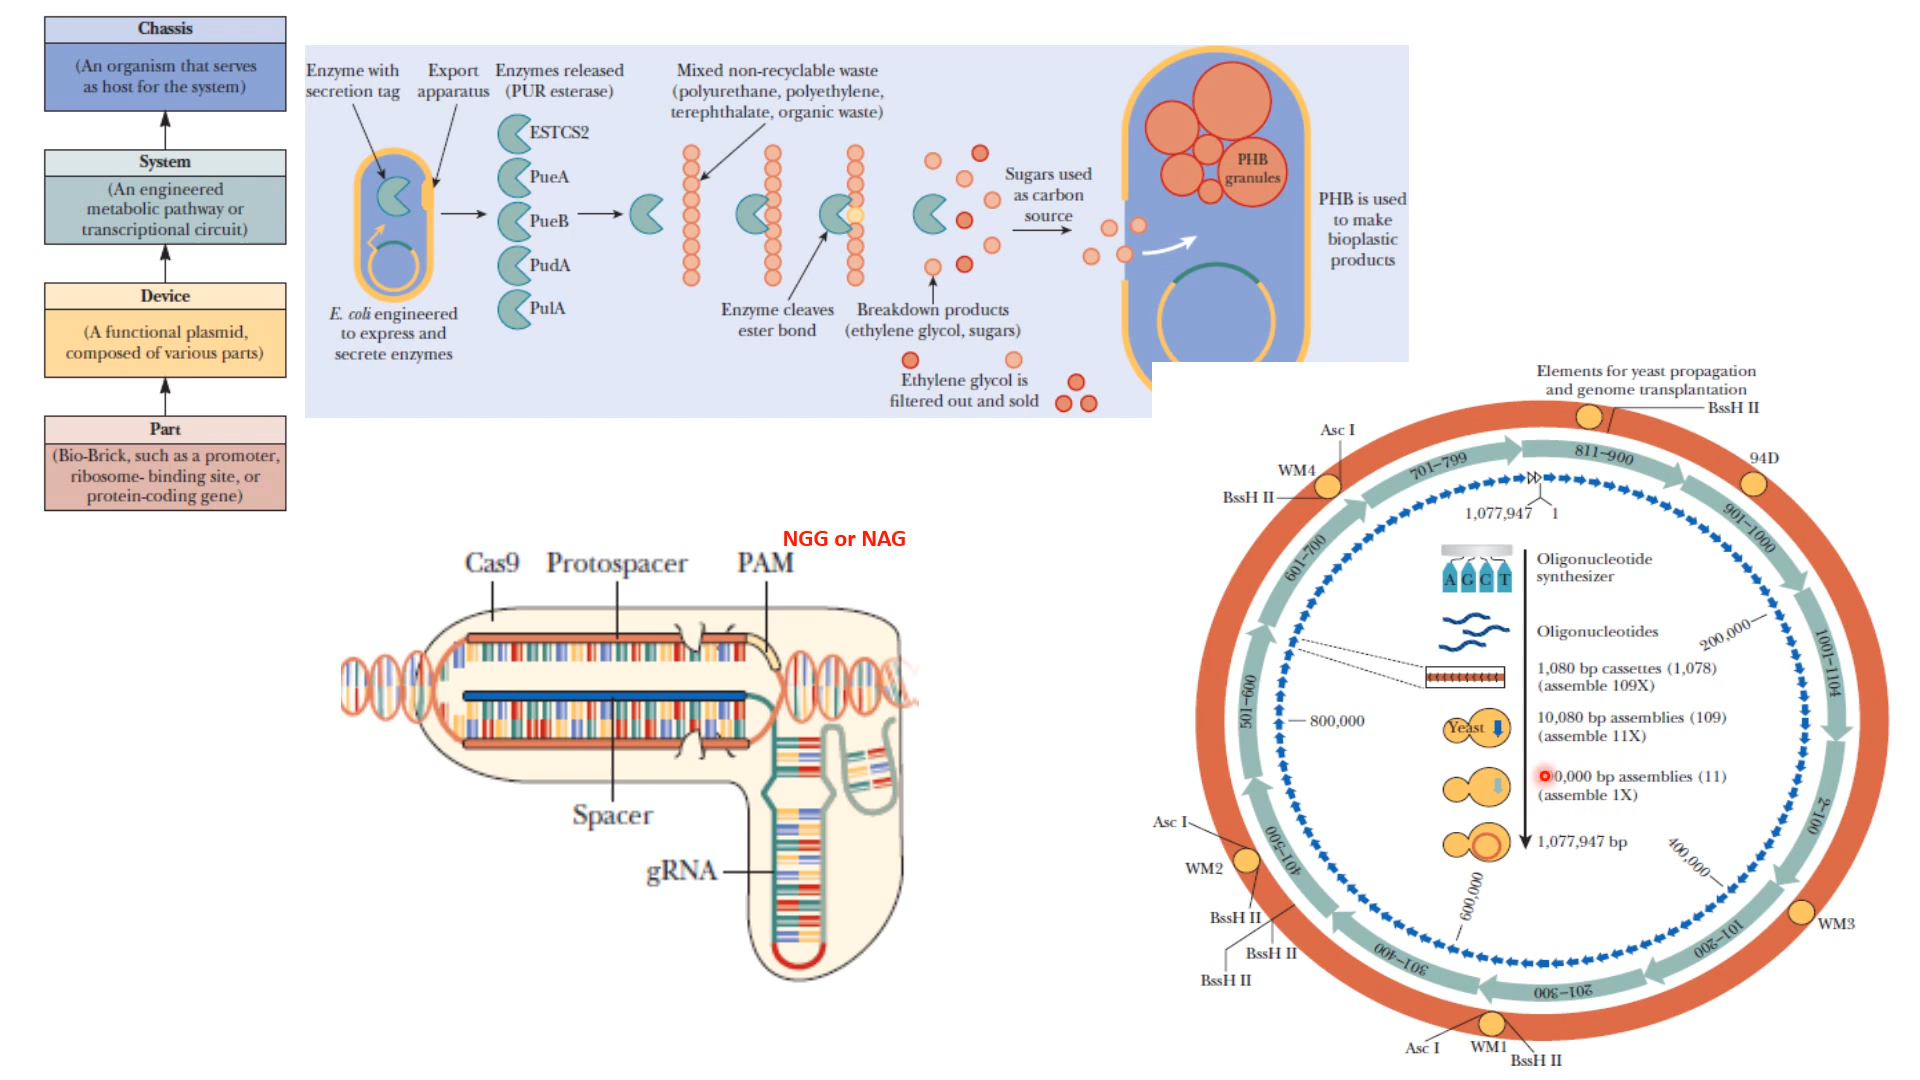 Chassis
(An organism that serves
as host for the system)
System
(An engineered
metabolic pathway or
transcriptional circuit)
Device
(A functional plasmid,
composed of various parts)
Part
(Bio-Brick, such as a promoter,
ribosome- binding site, or
protein-coding gene)
Enzyme with
secretion tag
Export
apparatus
Enzymes released
(PUR esterase)
ESTCS2
PueA
PueB
PudA
PulA
E. coli engineered
to express and
secrete enzymes
Mixed non-recyclable waste
(polyurethane, polyethylene,
terephthalate, organic waste)
Enzyme cleaves
ester bond
Breakdown products
(ethylene glycol, sugars)
Ethylene glycol is
filtered out and sold
Sugars used
as carbon
source
PHB
granules
PHB is used
to make
bioplastic
products
NGG or NAG
Cas9
Protospacer
PAM
Spacer
gRNA
Elements for yeast propagation
and genome transplantation
BssH II
94D
Asc I
WM4
BssH II
701–799
811–900
901–1000
1001–1104
2–100
101–200
201–300
301–400
401–500
501–600
601–700
1,077,947
1
200,000
400,000
600,000
800,000
A G C T
Oligonucleotide
synthesizer
Oligonucleotides
1,080 bp cassettes (1,078)
(assemble 109X)
Yeast
10,080 bp assemblies (109)
(assemble 11X)
0,000 bp assemblies (11)
(assemble 1X)
1,077,947 bp
Asc I
WM2
BssH II
BssH II
BssH II
WM3
Asc I
WM1
BssH II